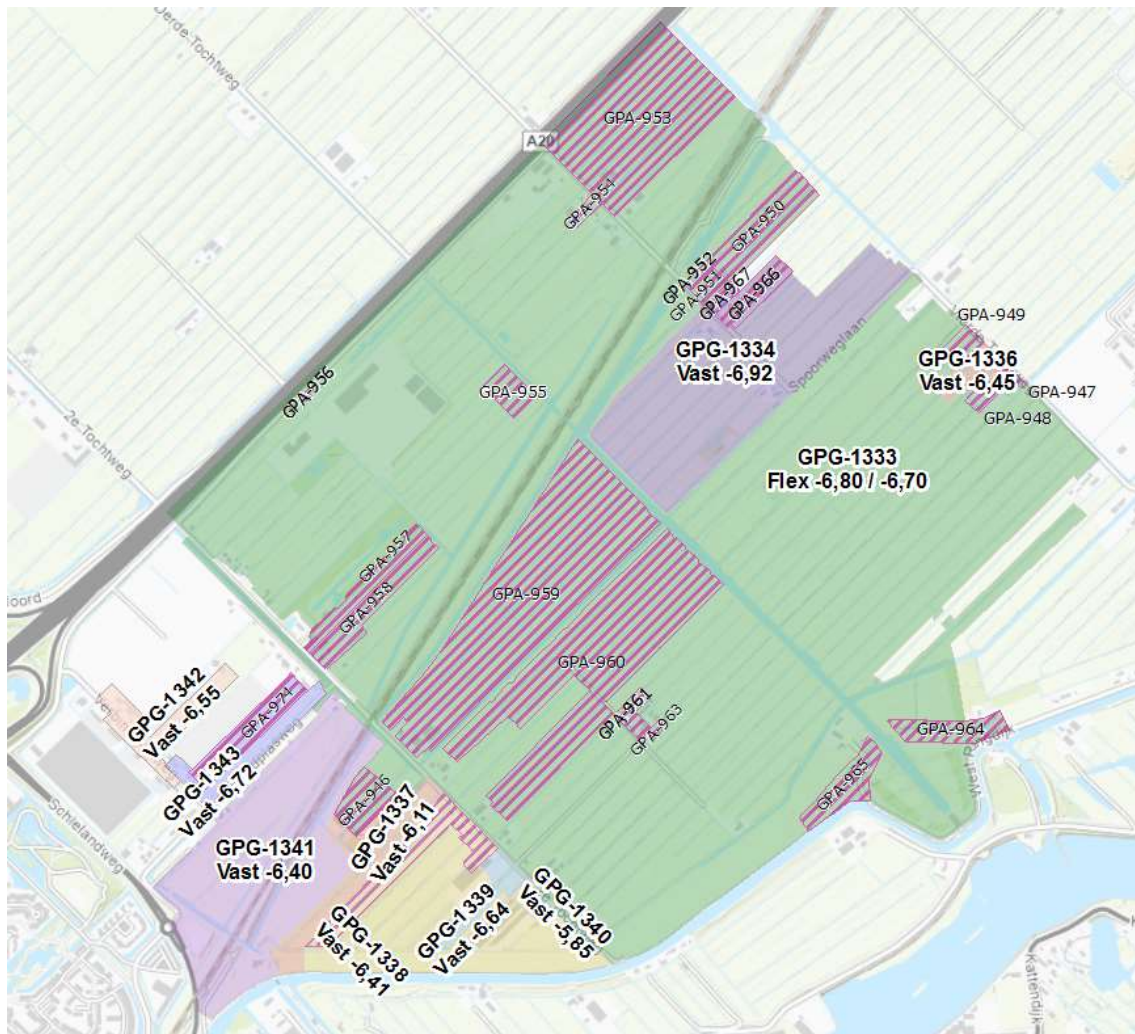 Derde Tochtweg
GPA-953
A20
GPA-954
GPA-950
GPA-952
GPA-951
GPA-967
GPA-966
GPG-1334
Vast -6,92
Spoorweglaan
GPA-949
GPG-1336
Vast -6,45
GPA-947
GPA-948
GPA-956
GPA-955
2e Tochtweg
GPG-1333
Flex -6,80 / -6,70
GPA-957
GPA-958
GPA-959
GPA-960
GPA-961
GPA-963
GPA-964
GPA-965
GPG-1342
Vast -6,55
GPA-971
GPG-1343
Vast -6,72
GPA-946
GPG-1337
Vast -6,11
GPG-1341
Vast -6,40
Schielandweg
GPG-1338
Vast -6,41
GPG-1339
Vast -6,64
GPG-1340
Vast -5,85
Kattendijk